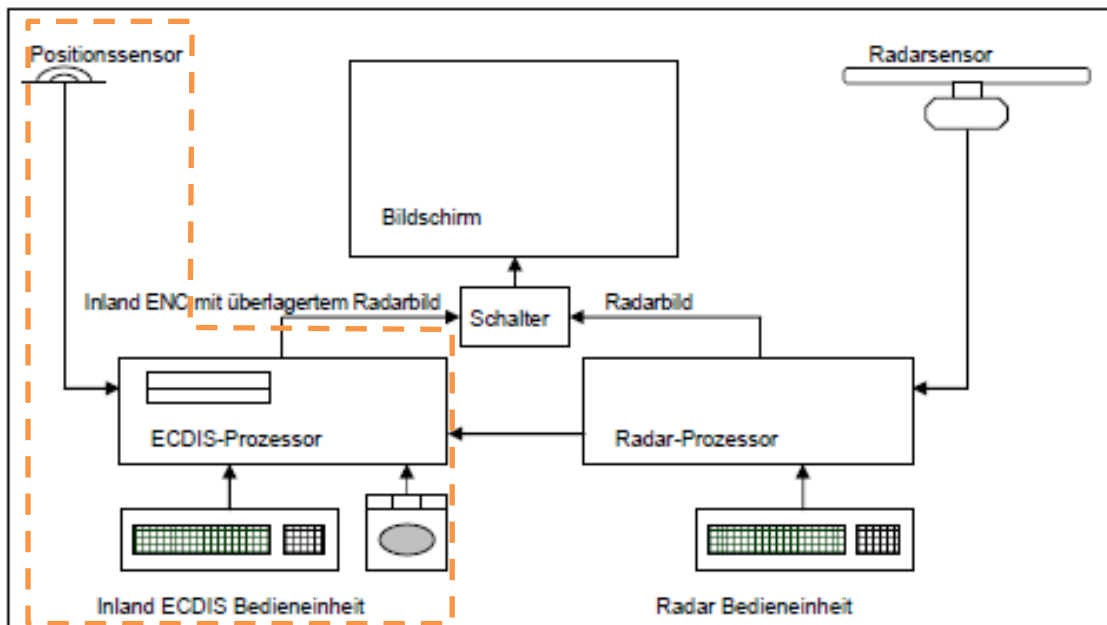 Positionssensor
Radarsensor
Bildschirm
Inland ENC mit überlagertem Radarbild
Schalter
Radarbild
ECDIS-Prozessor
Radar-Prozessor
Inland ECDIS Bedieneinheit
Radar Bedieneinheit